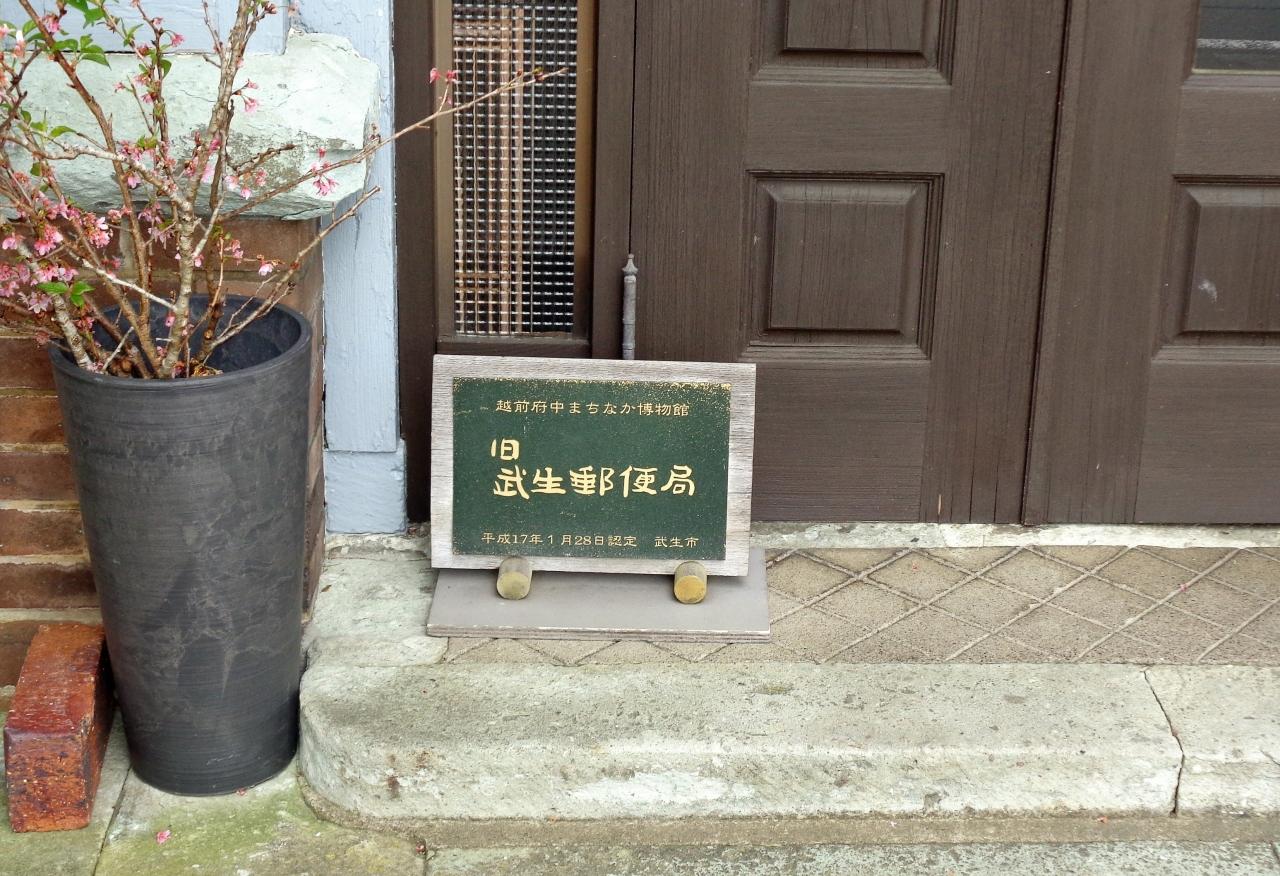 越前府中まちなか博物館
旧
武生郵便局
平成17年1月28日認定 武生市